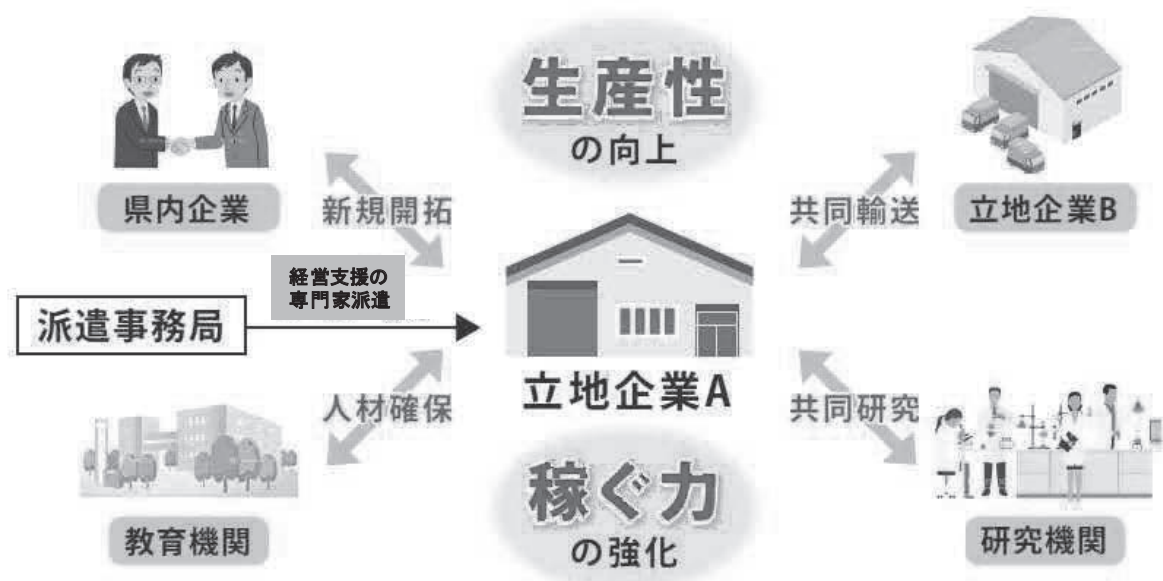 生産性
の向上
県内企業
新規開拓
共同輸送
立地企業B
経営支援の
専門家派遣
派遣事務局
立地企業A
人材確保
共同研究
稼ぐ力
の強化
教育機関
研究機関